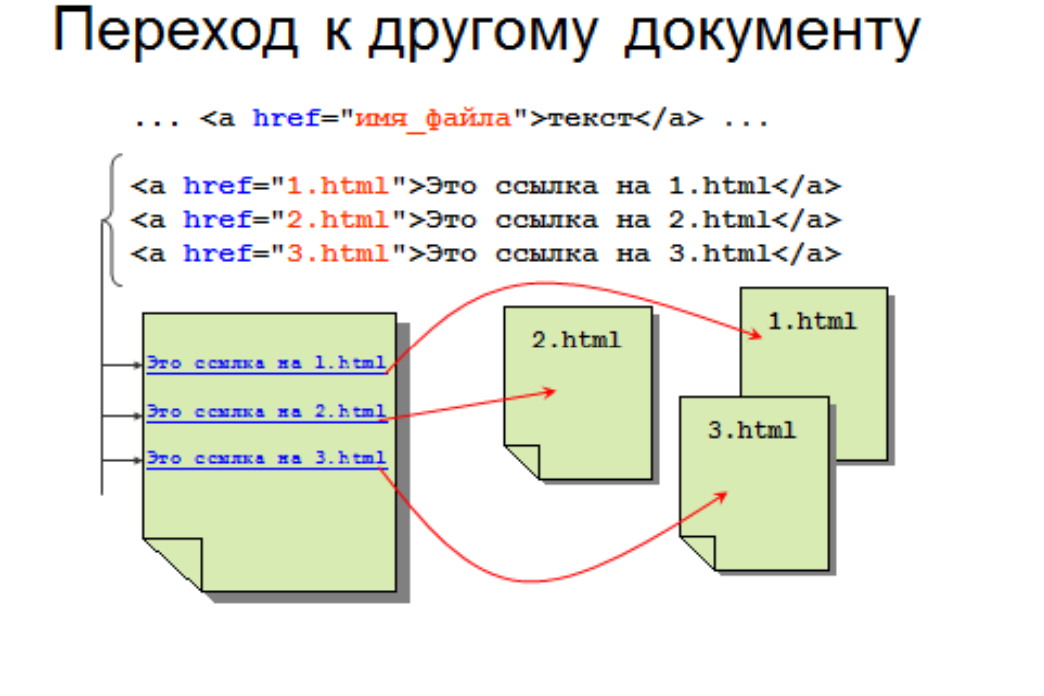 Переход к другому документу
... <a href="имя_файла">текст</a> ...
<a href="1.html">Это ссылка на 1.html</a>
<a href="2.html">Это ссылка на 2.html</a>
<a href="3.html">Это ссылка на 3.html</a>
Это ссылка на 1.html
Это ссылка на 2.html
Это ссылка на 3.html
2.html
1.html
3.html